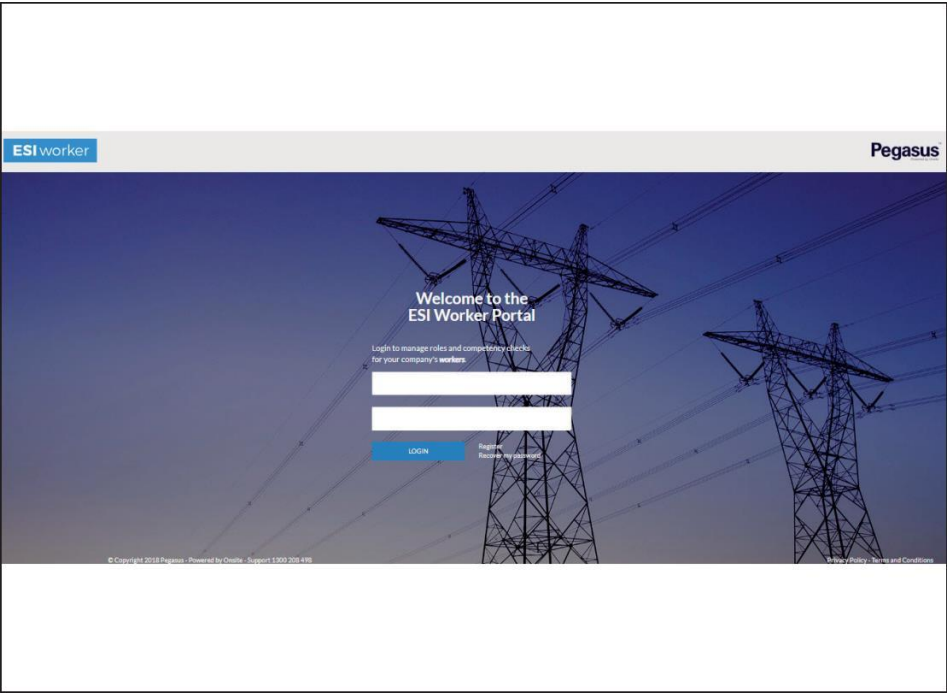 ESI worker
Pegasus
Welcome to the
ESI Worker Portal
Login to manage roles and competency checks
for your company's workers.
LOGIN
Register
Recover my password
© Copyright 2018 Pegasus - Powered by Onsite - Support 1300 208 498
Privacy Policy - Terms and Conditions